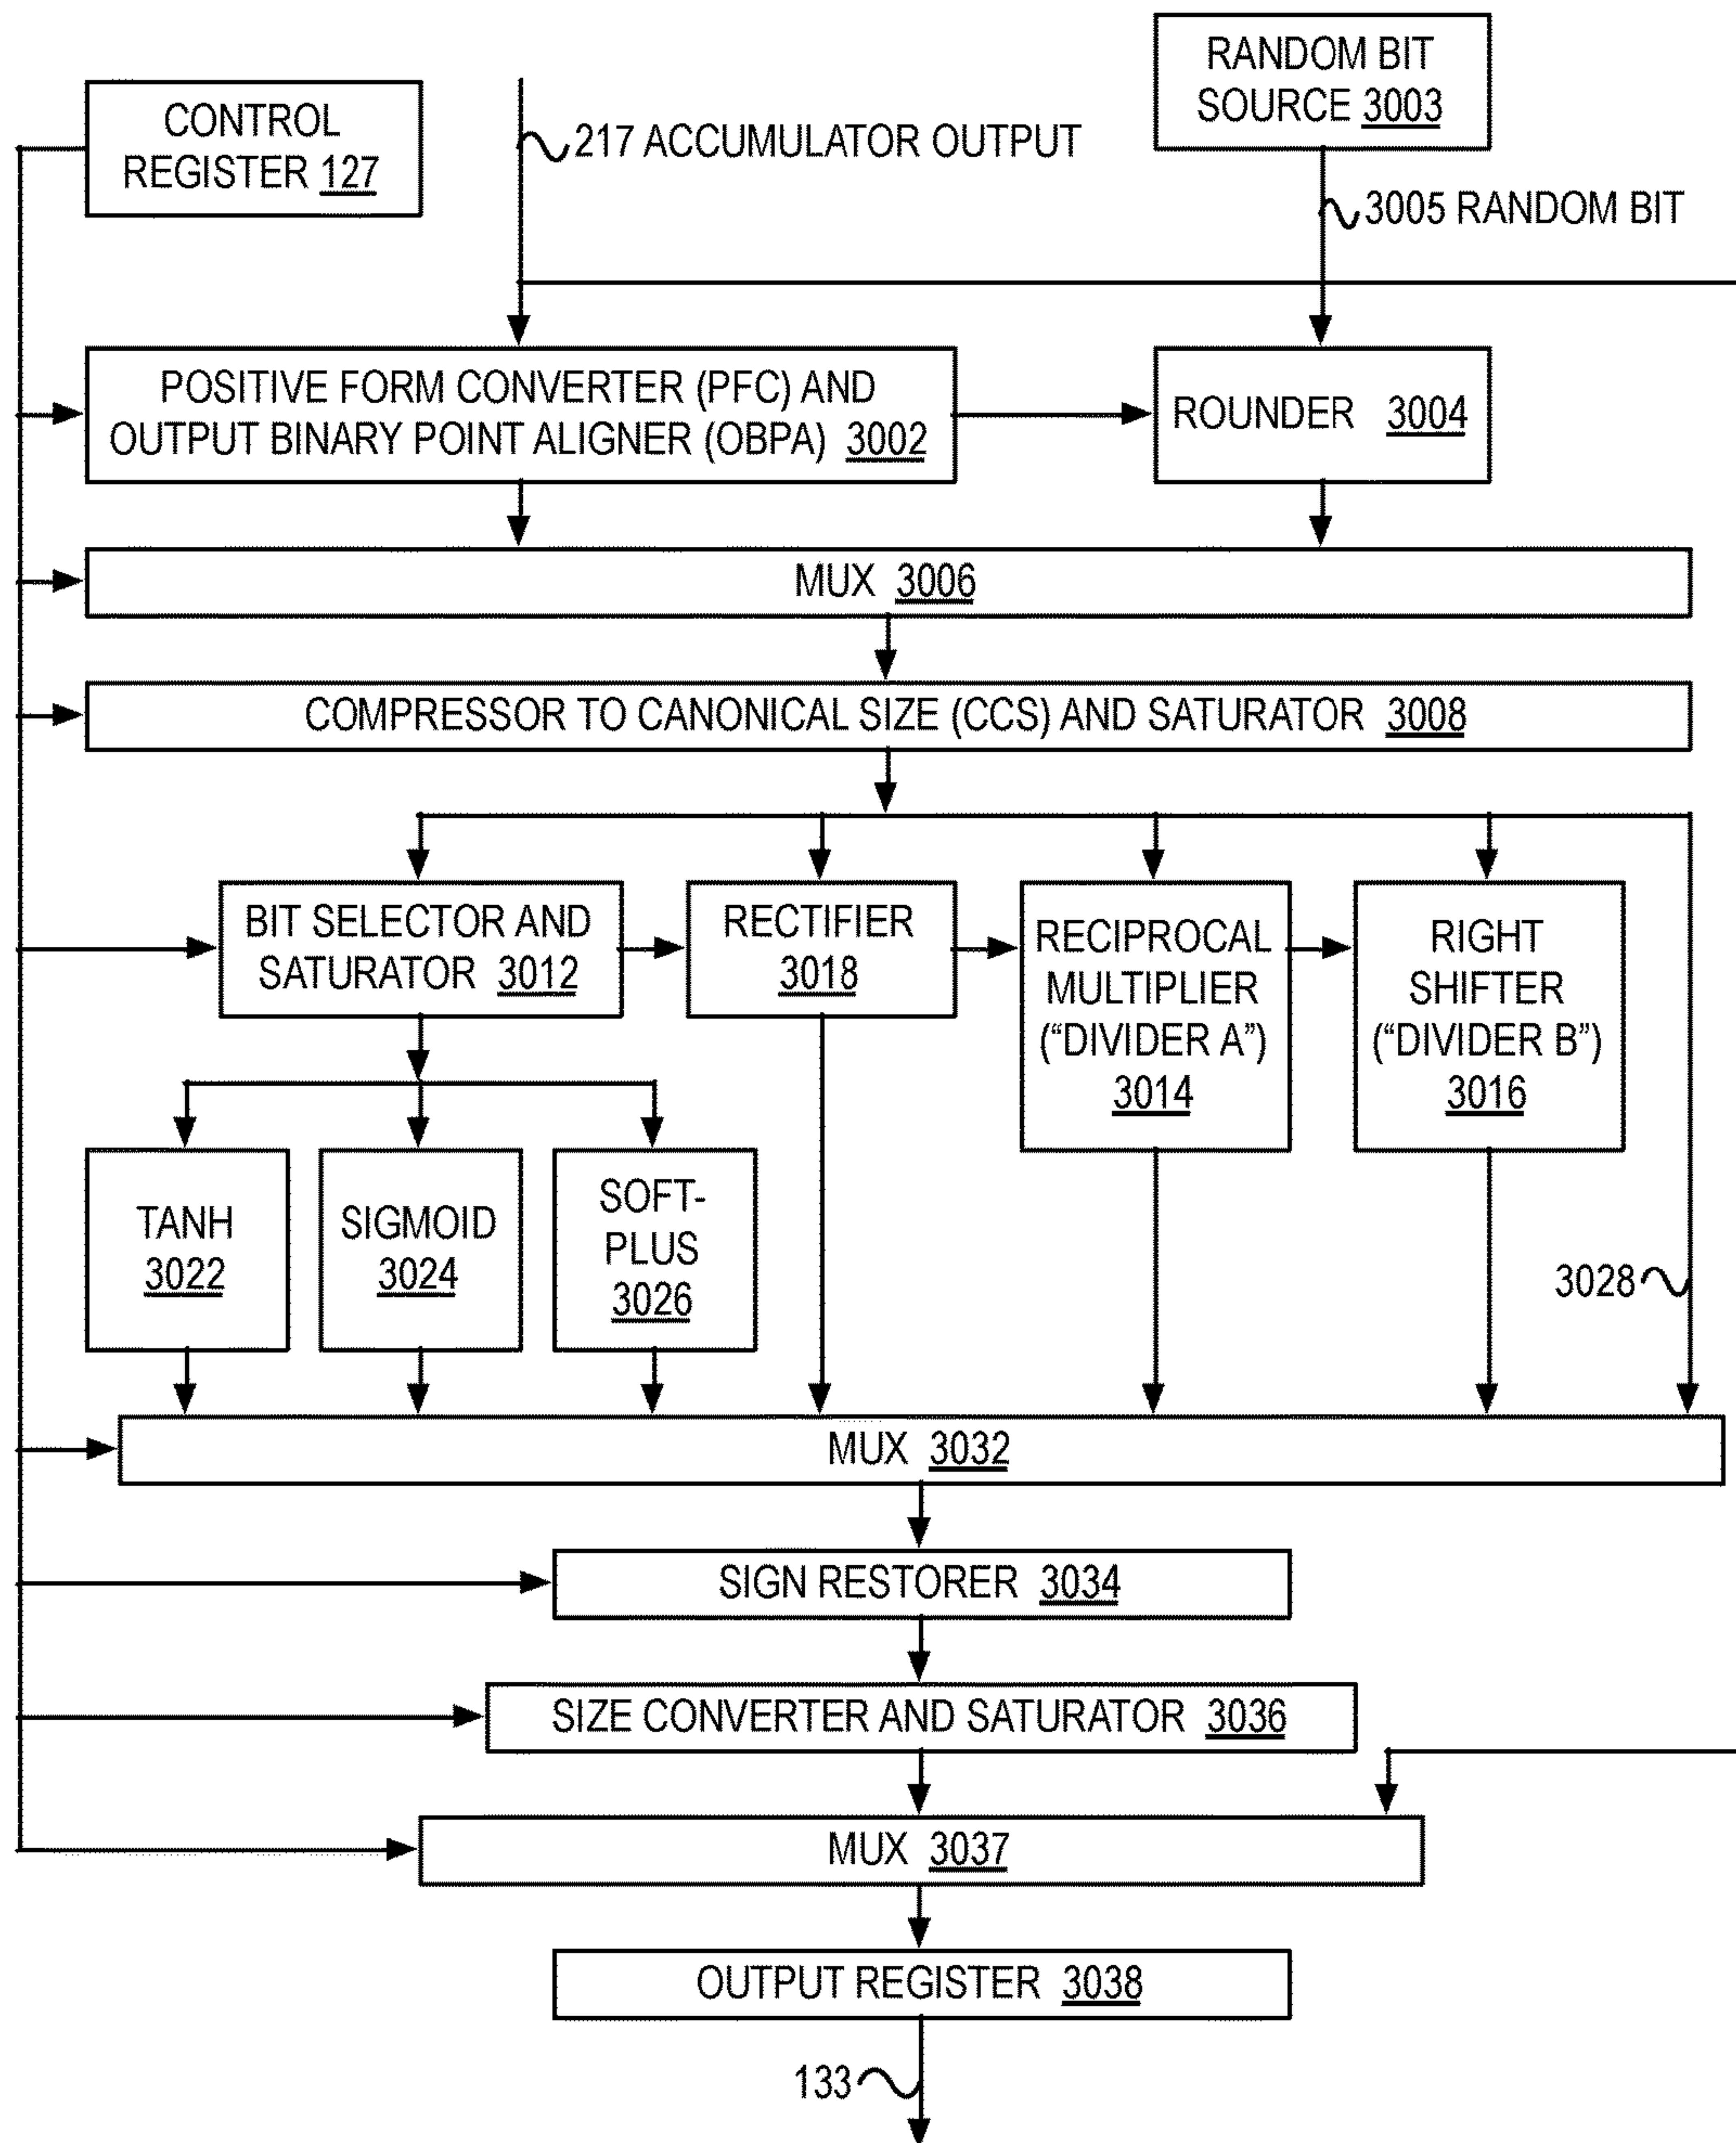 RANDOM BIT
SOURCE 3003
CONTROL
REGISTER 127
217 ACCUMULATOR OUTPUT
3005 RANDOM BIT
POSITIVE FORM CONVERTER (PFC) AND
OUTPUT BINARY POINT ALIGNER (OBPA) 3002
ROUNDER 3004
MUX 3006
COMPRESSOR TO CANONICAL SIZE (CCS) AND SATURATOR 3008
BIT SELECTOR AND
SATURATOR 3012
RECTIFIER
3018
RECIPROCAL
MULTIPLIER
("DIVIDER A")
3014
RIGHT
SHIFTER
("DIVIDER B")
3016
TANH
3022
SIGMOID
3024
SOFT-
PLUS
3026
3028
MUX 3032
SIGN RESTORER 3034
SIZE CONVERTER AND SATURATOR 3036
MUX 3037
OUTPUT REGISTER 3038
133